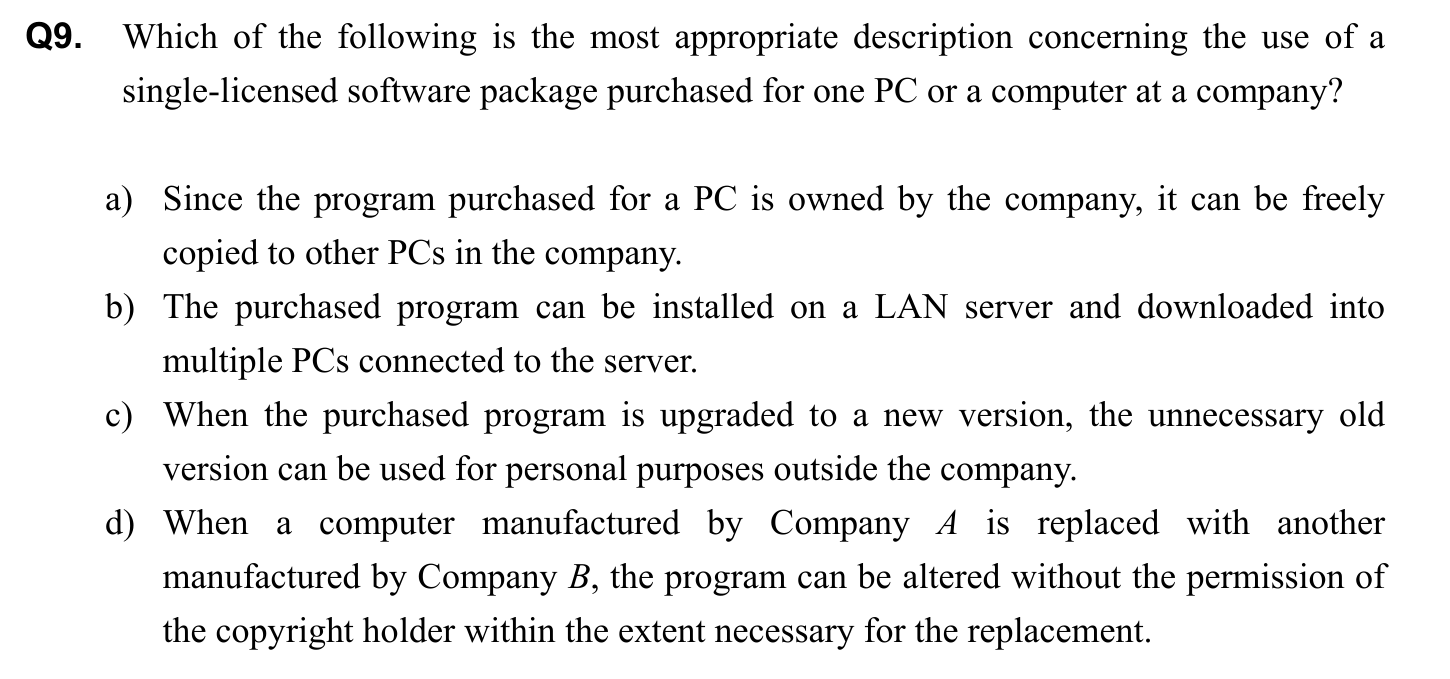 Q9. Which of the following is the most appropriate description concerning the use of a
single-licensed software package purchased for one PC or a computer at a company?
a) Since the program purchased for a PC is owned by the company, it can be freely
copied to other PCs in the company.
b) The purchased program can be installed on a LAN server and downloaded into
multiple PCs connected to the server.
c) When the purchased program is upgraded to a new version, the unnecessary old
version can be used for personal purposes outside the company.
d) When a computer manufactured by Company A is replaced with another
manufactured by Company B, the program can be altered without the permission of
the copyright holder within the extent necessary for the replacement.